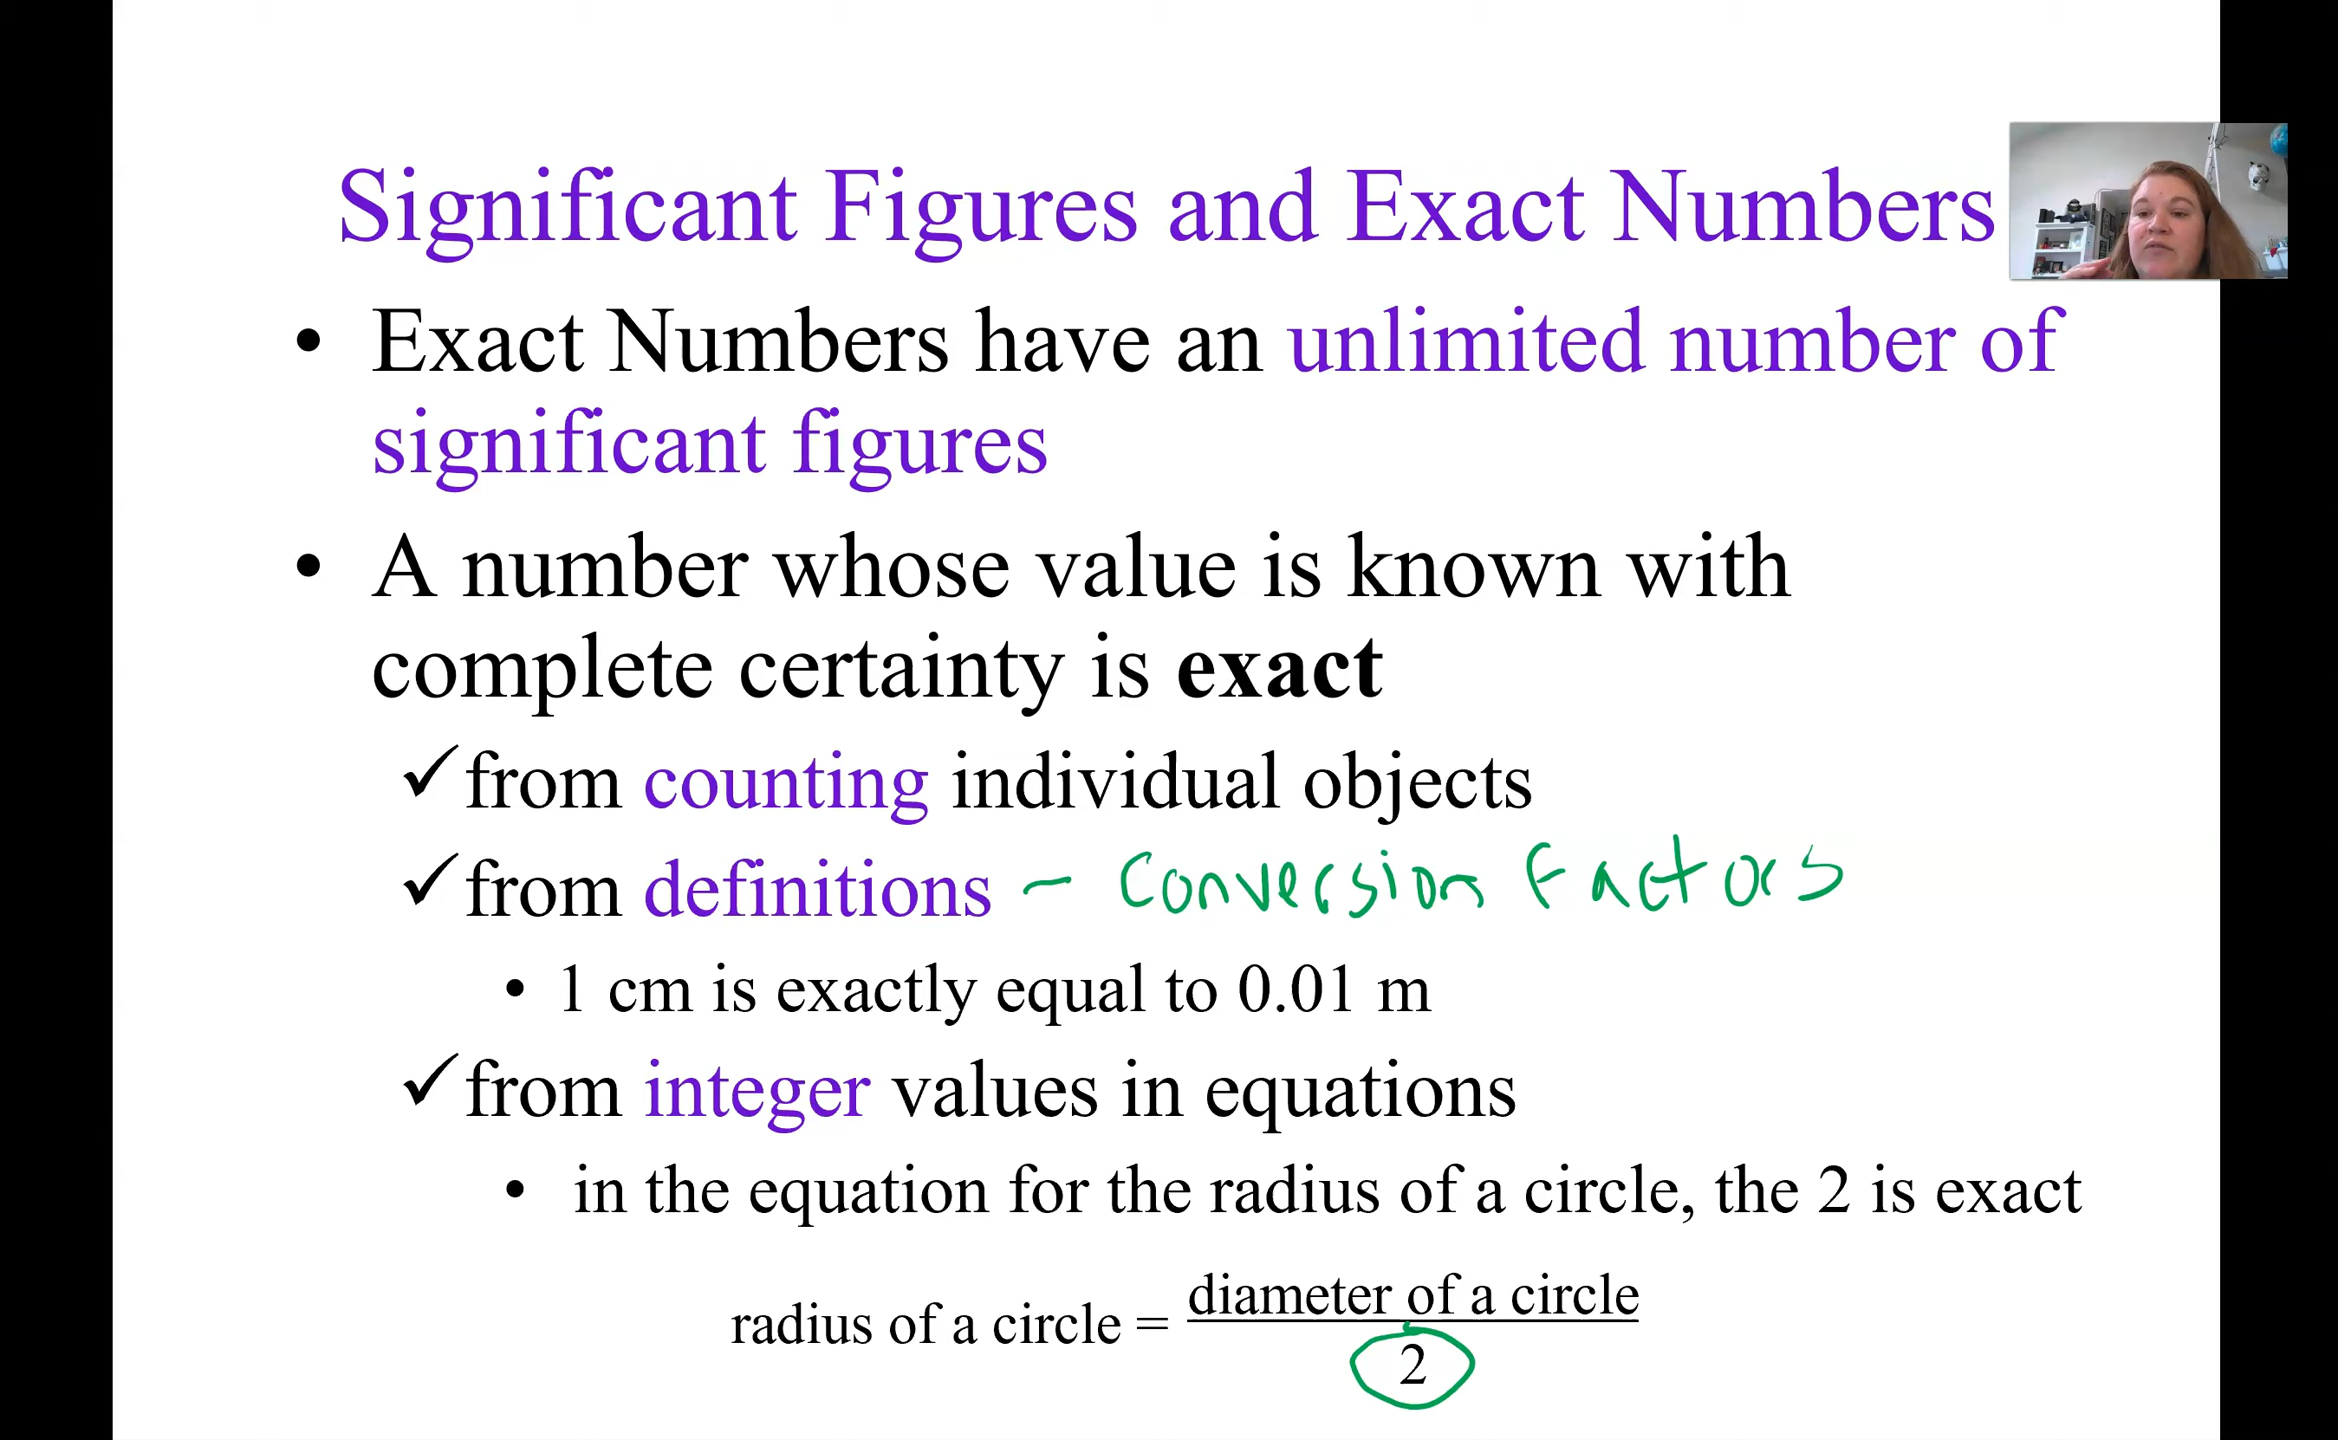 Significant Figures and Exact Numbers
• Exact Numbers have an unlimited number of
significant figures
• A number whose value is known with
complete certainty is exact
✓from counting individual objects
✓from definitions – Conversion Factors
• 1 cm is exactly equal to 0.01 m
✓from integer values in equations
• in the equation for the radius of a circle, the 2 is exact
radius of a circle = diameter of a circle
2